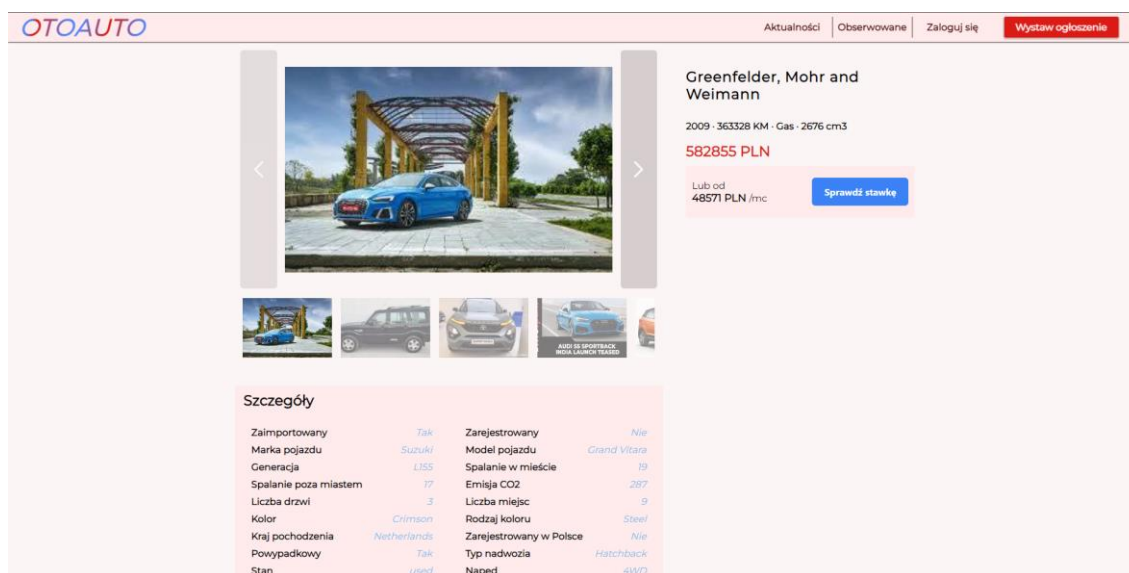 OTOAUTO
Aktualności
Obserwowane
Zaloguj się
Wystaw ogłoszenie
Greenfelder, Mohr and
Weimann
2009 · 363328 KM · Gas · 2676 cm3
582855 PLN
Lub od
48571 PLN /mc
Sprawdź stawkę
AUDI S5 SPORTBACK
INDIA LAUNCH TEASED
Szczegóły
Zaimportowany Tak Zarejestrowany Nie
Marka pojazdu Suzuki Model pojazdu Grand Vitara
Generacja L155 Spalanie w mieście 19
Spalanie poza miastem 17 Emisja CO2 287
Liczba drzwi 3 Liczba miejsc 9
Kolor Crimson Rodzaj koloru Steel
Kraj pochodzenia Netherlands Zarejestrowany w Polsce Nie
Powypadkowy Tak Typ nadwozia Hatchback
Stan used Napęd 4WD